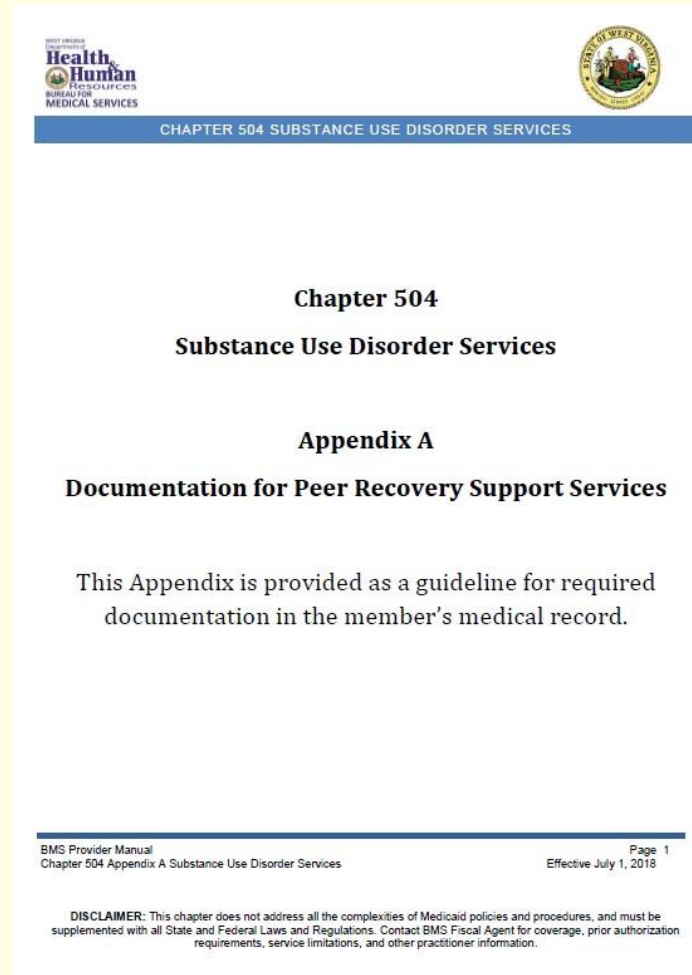 WEST VIRGINIA
Department of
Health
& Human
Resources
BUREAU FOR
MEDICAL SERVICES
STATE OF WEST VIRGINIA
CHAPTER 504 SUBSTANCE USE DISORDER SERVICES
Chapter 504
Substance Use Disorder Services
Appendix A
Documentation for Peer Recovery Support Services
This Appendix is provided as a guideline for required
documentation in the member’s medical record.
BMS Provider Manual Page 1
Chapter 504 Appendix A Substance Use Disorder Services Effective July 1, 2018
DISCLAIMER: This chapter does not address all the complexities of Medicaid policies and procedures, and must be
supplemented with all State and Federal Laws and Regulations. Contact BMS Fiscal Agent for coverage, prior authorization
requirements, service limitations, and other practitioner information.